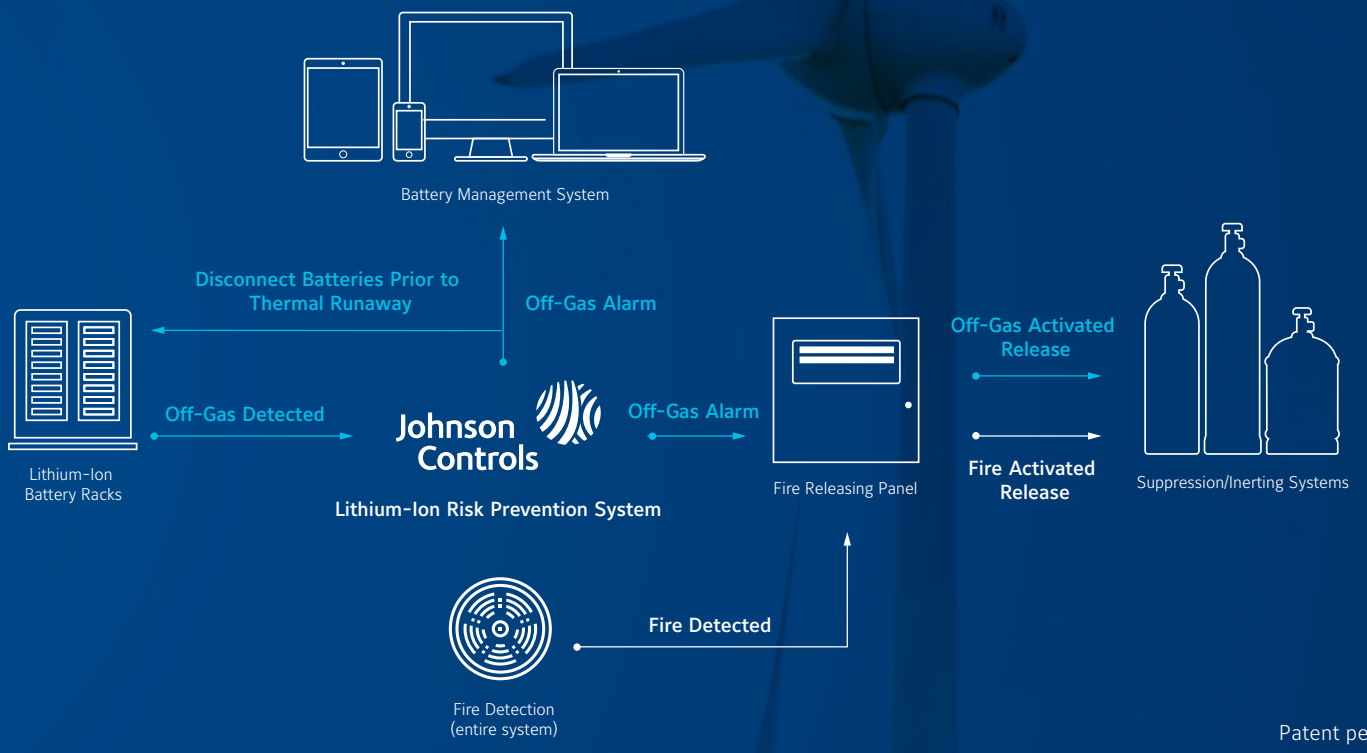 Battery Management System
Disconnect Batteries Prior to
Thermal Runaway
Off-Gas Alarm
Off-Gas Activated
Release
Off-Gas Detected
Johnson
Controls
Off-Gas Alarm
Lithium-Ion
Battery Racks
Lithium-Ion Risk Prevention System
Fire Releasing Panel
Fire Activated
Release
Suppression/Inerting Systems
Fire Detected
Fire Detection
(entire system)
Patent